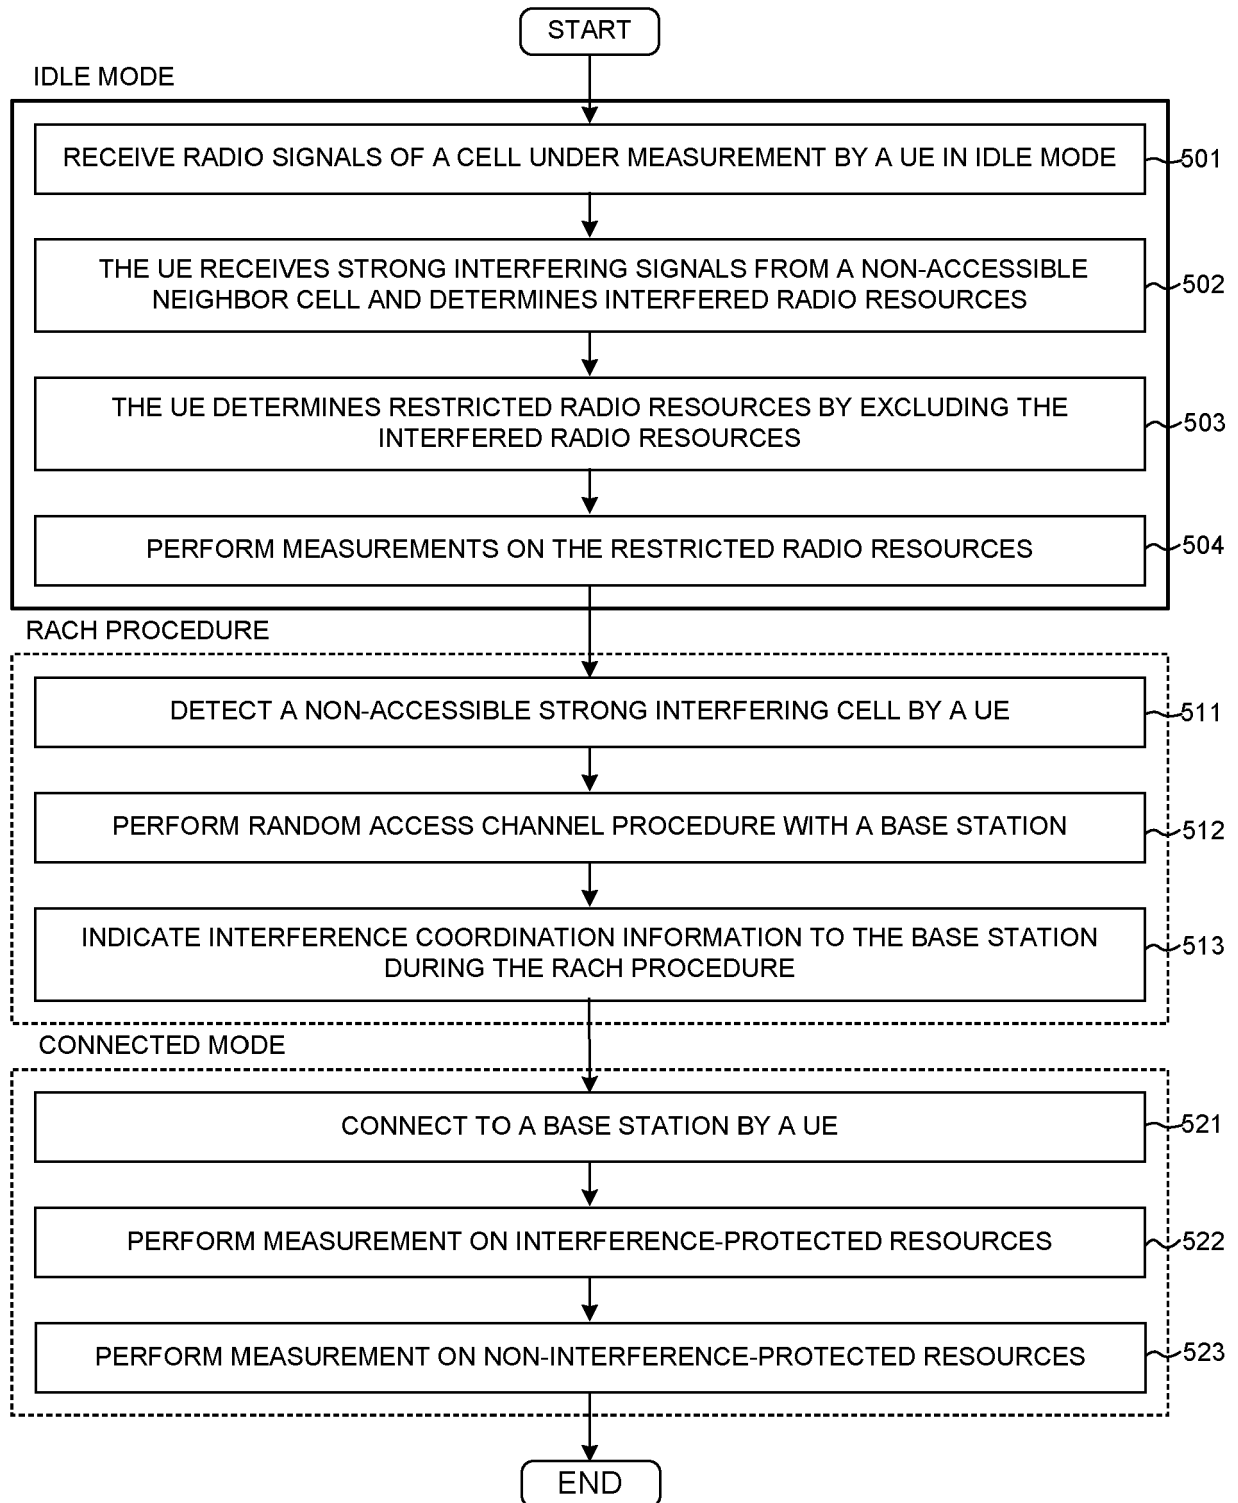 START
IDLE MODE
RECEIVE RADIO SIGNALS OF A CELL UNDER MEASUREMENT BY A UE IN IDLE MODE
501
THE UE RECEIVES STRONG INTERFERING SIGNALS FROM A NON-ACCESSIBLE
NEIGHBOR CELL AND DETERMINES INTERFERED RADIO RESOURCES
502
THE UE DETERMINES RESTRICTED RADIO RESOURCES BY EXCLUDING THE
INTERFERED RADIO RESOURCES
503
PERFORM MEASUREMENTS ON THE RESTRICTED RADIO RESOURCES
504
RACH PROCEDURE
DETECT A NON-ACCESSIBLE STRONG INTERFERING CELL BY A UE
511
PERFORM RANDOM ACCESS CHANNEL PROCEDURE WITH A BASE STATION
512
INDICATE INTERFERENCE COORDINATION INFORMATION TO THE BASE STATION
DURING THE RACH PROCEDURE
513
CONNECTED MODE
CONNECT TO A BASE STATION BY A UE
521
PERFORM MEASUREMENT ON INTERFERENCE-PROTECTED RESOURCES
522
PERFORM MEASUREMENT ON NON-INTERFERENCE-PROTECTED RESOURCES
523
END